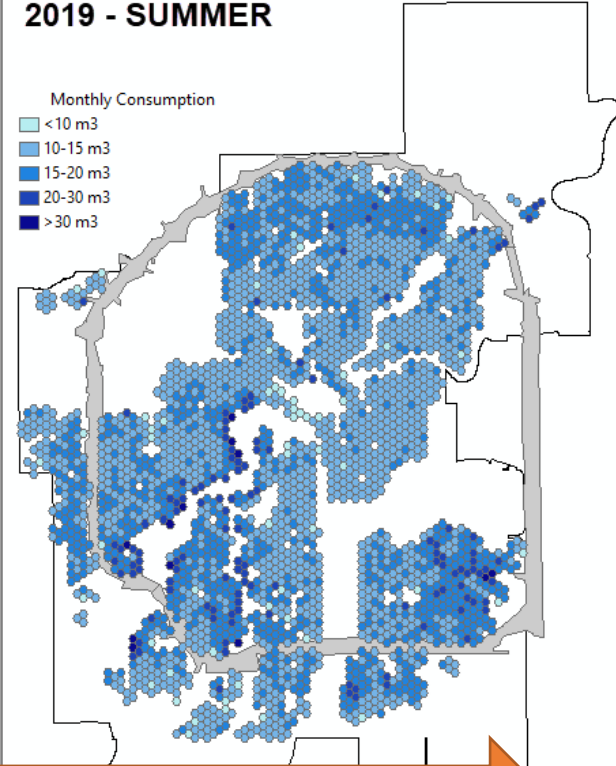 2019 - SUMMER
Monthly Consumption
<10 m3
10-15 m3
15-20 m3
20-30 m3
>30 m3